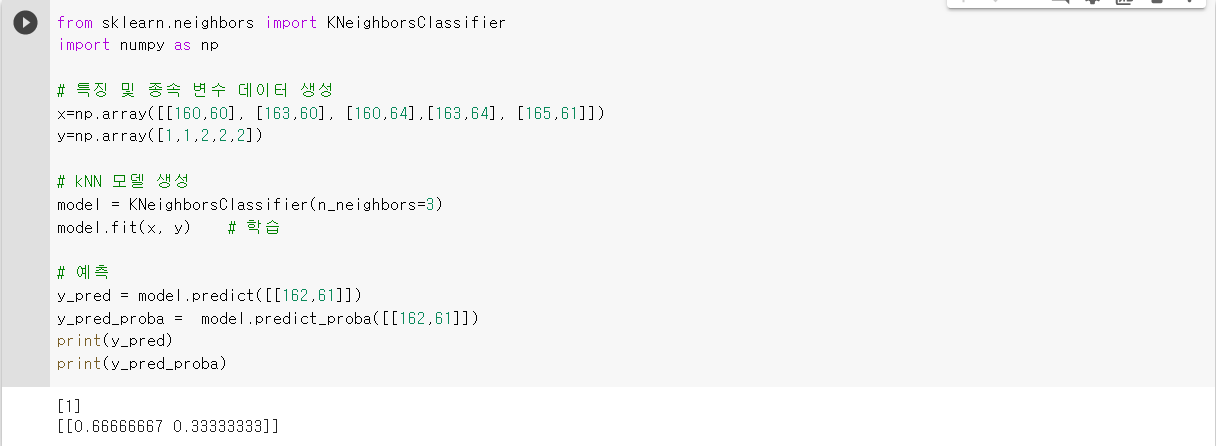 from sklearn.neighbors import KNeighborsClassifier
import numpy as np
# 특징 및 종속 변수 데이터 생성
x=np.array([[160,60], [163,60], [160,64],[163,64], [165,61]])
y=np.array([1,1,2,2,2])
# kNN 모델 생성
model = KNeighborsClassifier(n_neighbors=3)
model.fit(x, y)    # 학습
# 예측
y_pred = model.predict([[162,61]])
y_pred_proba =  model.predict_proba([[162,61]])
print(y_pred)
print(y_pred_proba)
[1]
[[0.66666667 0.33333333]]